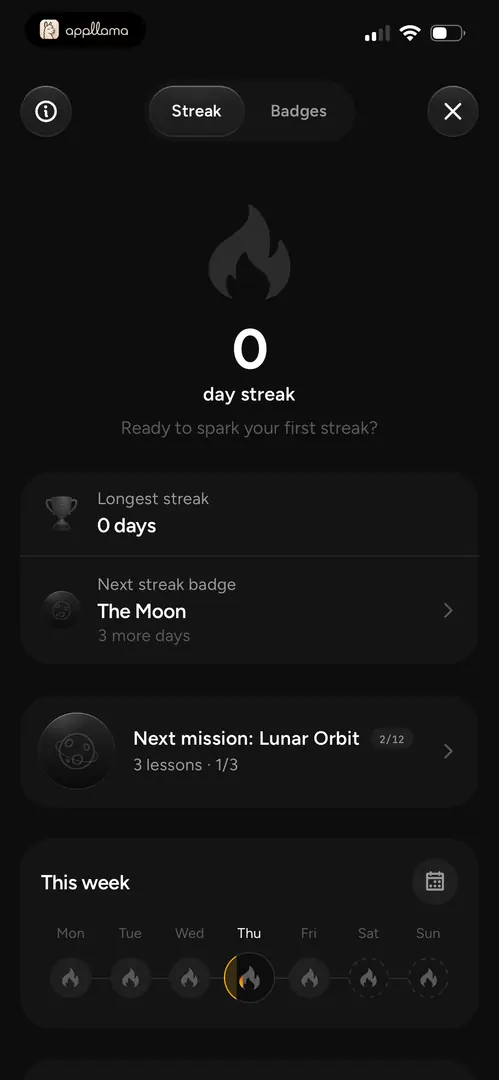 appllama
Streak
Badges
0
day streak
Ready to spark your first streak?
Longest streak
0 days
Next streak badge
The Moon
3 more days
Next mission: Lunar Orbit 2/12
3 lessons · 1/3
This week
Mon Tue Wed Thu Fri Sat Sun